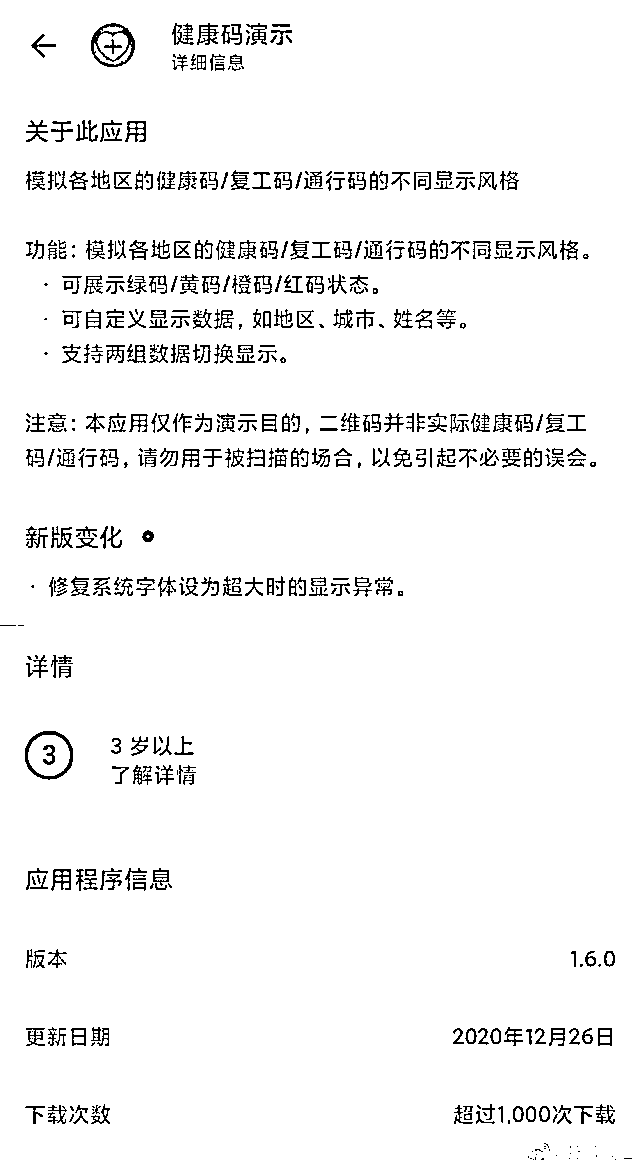 健康码演示
详细信息
关于此应用
模拟各地区的健康码/复工码/通行码的不同显示风格
功能：模拟各地区的健康码/复工码/通行码的不同显示风格。
· 可展示绿码/黄码/橙码/红码状态。
· 可自定义显示数据，如地区、城市、姓名等。
· 支持两组数据切换显示。
注意：本应用仅作为演示目的，二维码并非实际健康码/复工
码/通行码，请勿用于被扫描的场合，以免引起不必要的误会。
新版变化
· 修复系统字体设为超大时的显示异常。
详情
3
3 岁以上
了解详情
应用程序信息
版本
1.6.0
更新日期
2020年12月26日
下载次数
超过1,000次下载